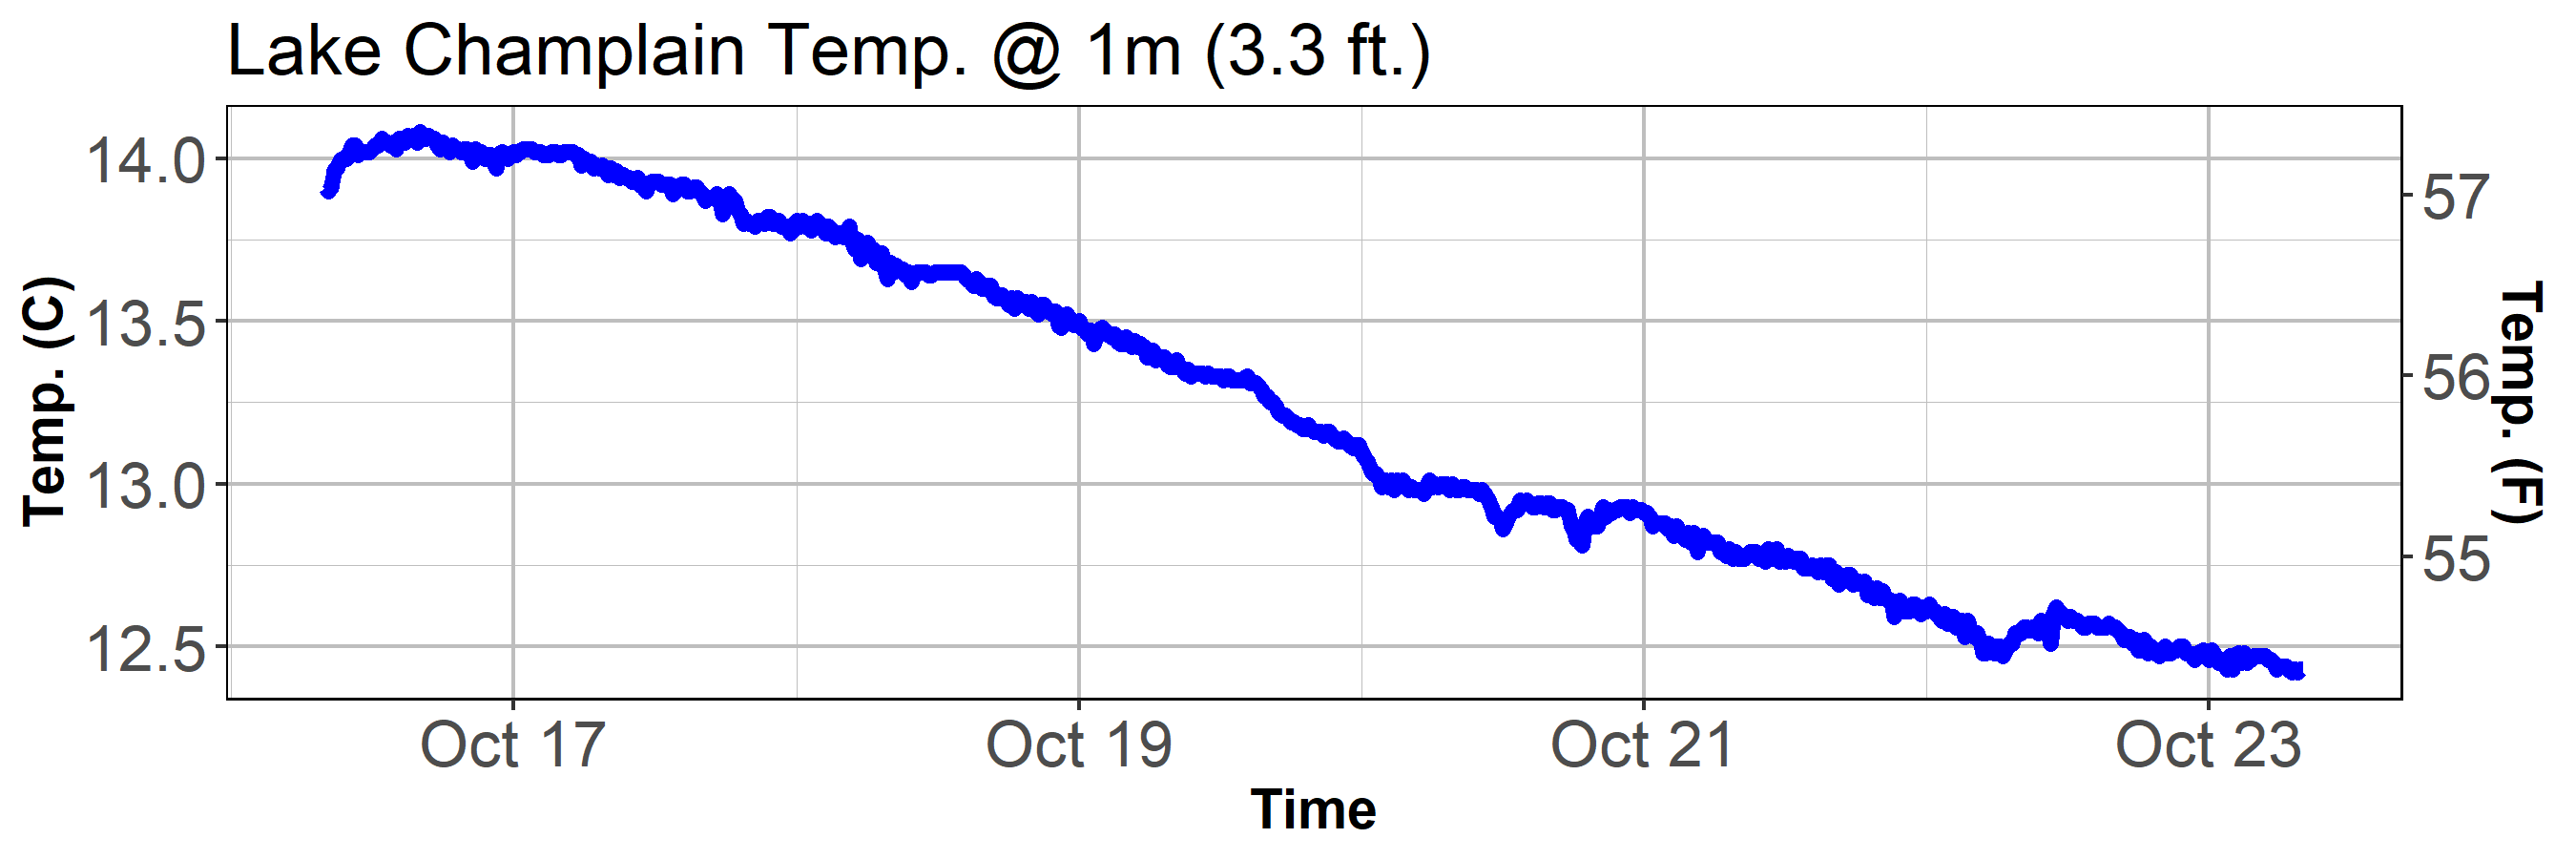 Lake Champlain Temp. @ 1m (3.3 ft.)
Temp. (C)
14.0
13.5
13.0
12.5
57
56
55
Temp. (F)
Oct 17
Oct 19
Oct 21
Oct 23
Time